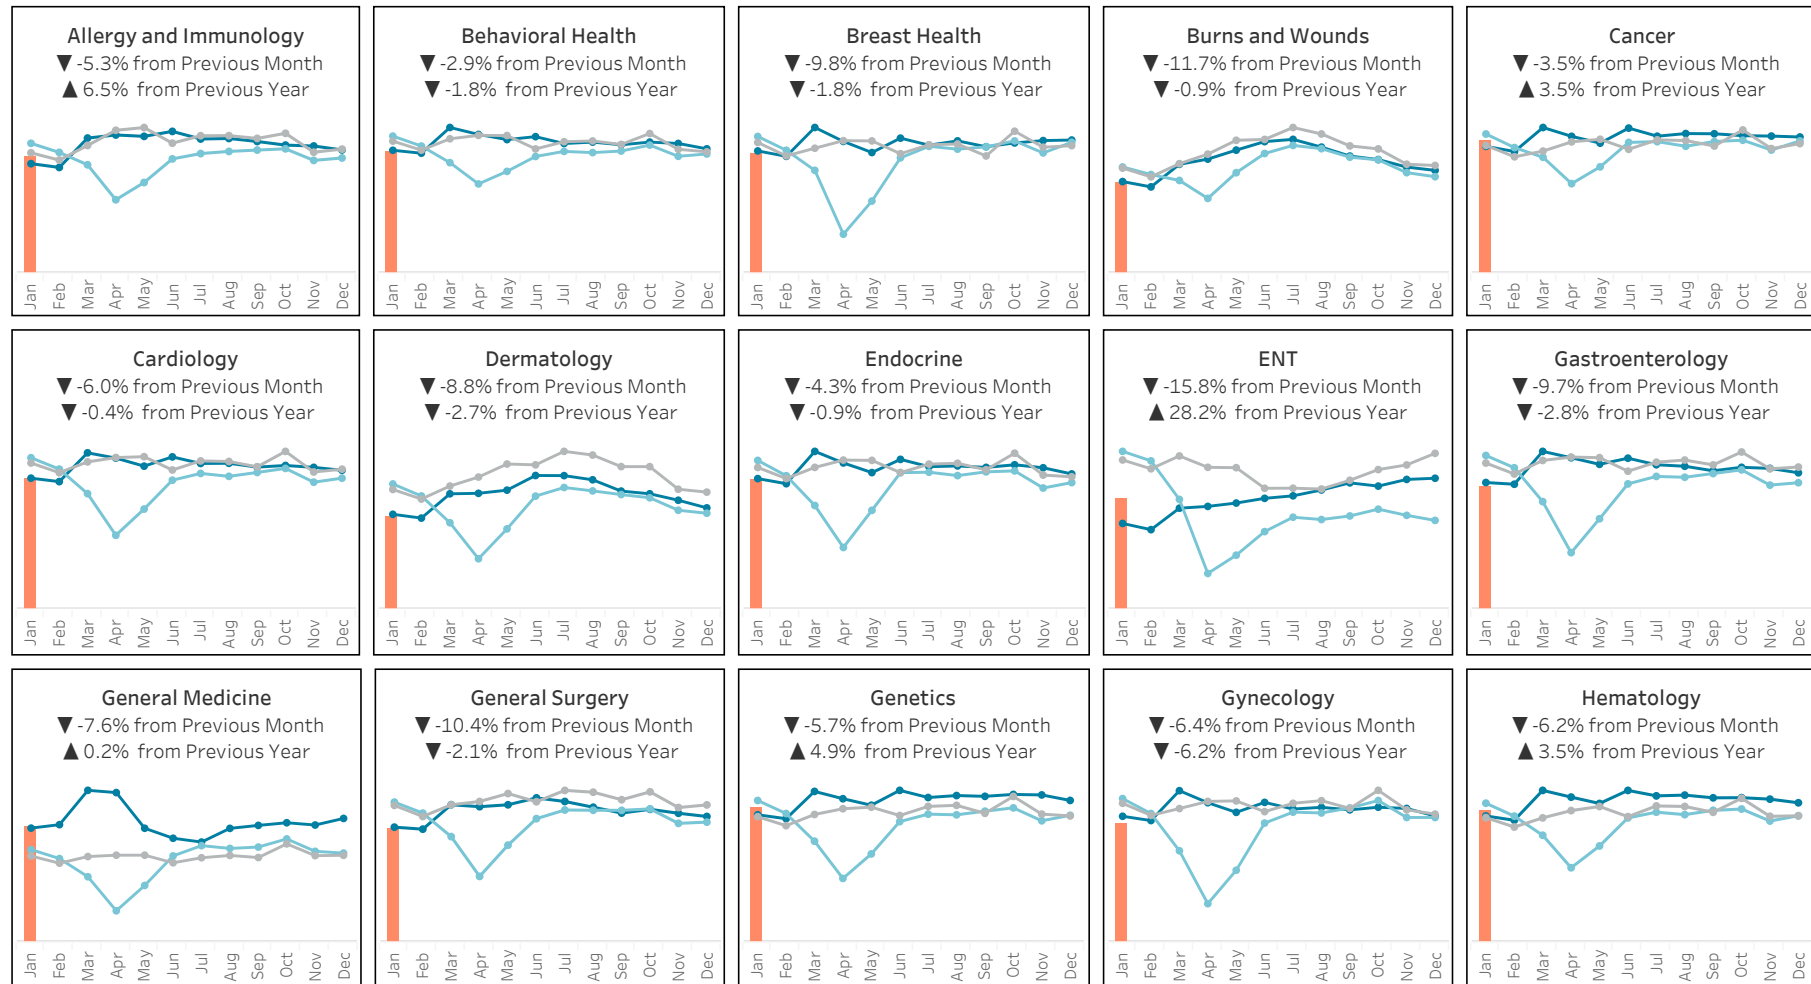 Allergy and Immunology
▼ -5.3% from Previous Month
▲ 6.5%  from Previous Year
Jan Feb Mar Apr May Jun Jul Aug Sep Oct Nov Dec
Behavioral Health
▼ -2.9% from Previous Month
▼ -1.8%  from Previous Year
Jan Feb Mar Apr May Jun Jul Aug Sep Oct Nov Dec
Breast Health
▼ -9.8% from Previous Month
▼ -1.8%  from Previous Year
Jan Feb Mar Apr May Jun Jul Aug Sep Oct Nov Dec
Burns and Wounds
▼ -11.7% from Previous Month
▼ -0.9%  from Previous Year
Jan Feb Mar Apr May Jun Jul Aug Sep Oct Nov Dec
Cancer
▼ -3.5% from Previous Month
▲ 3.5%  from Previous Year
Jan Feb Mar Apr May Jun Jul Aug Sep Oct Nov Dec
Cardiology
▼ -6.0% from Previous Month
▼ -0.4%  from Previous Year
Jan Feb Mar Apr May Jun Jul Aug Sep Oct Nov Dec
Dermatology
▼ -8.8% from Previous Month
▼ -2.7%  from Previous Year
Jan Feb Mar Apr May Jun Jul Aug Sep Oct Nov Dec
Endocrine
▼ -4.3% from Previous Month
▼ -0.9%  from Previous Year
Jan Feb Mar Apr May Jun Jul Aug Sep Oct Nov Dec
ENT
▼ -15.8% from Previous Month
▲ 28.2%  from Previous Year
Jan Feb Mar Apr May Jun Jul Aug Sep Oct Nov Dec
Gastroenterology
▼ -9.7% from Previous Month
▼ -2.8%  from Previous Year
Jan Feb Mar Apr May Jun Jul Aug Sep Oct Nov Dec
General Medicine
▼ -7.6% from Previous Month
▲ 0.2%  from Previous Year
Jan Feb Mar Apr May Jun Jul Aug Sep Oct Nov Dec
General Surgery
▼ -10.4% from Previous Month
▼ -2.1%  from Previous Year
Jan Feb Mar Apr May Jun Jul Aug Sep Oct Nov Dec
Genetics
▼ -5.7% from Previous Month
▲ 4.9%  from Previous Year
Jan Feb Mar Apr May Jun Jul Aug Sep Oct Nov Dec
Gynecology
▼ -6.4% from Previous Month
▼ -6.2%  from Previous Year
Jan Feb Mar Apr May Jun Jul Aug Sep Oct Nov Dec
Hematology
▼ -6.2% from Previous Month
▲ 3.5%  from Previous Year
Jan Feb Mar Apr May Jun Jul Aug Sep Oct Nov Dec